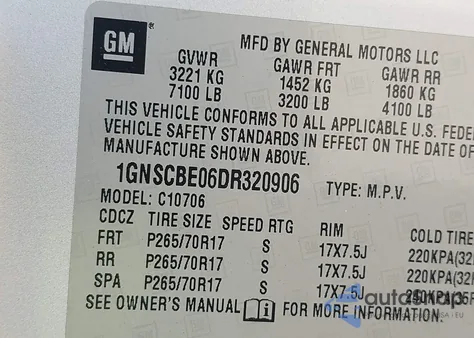 GM
MFD BY GENERAL MOTORS LLC
GVWR GAWR FRT GAWR RR
3221 KG 1452 KG 1860 KG
7100 LB 3200 LB 4100 LB
THIS VEHICLE CONFORMS TO ALL APPLICABLE U.S. FEDE
VEHICLE SAFETY STANDARDS IN EFFECT ON THE DATE O
MANUFACTURE SHOWN ABOVE.
1GNSCBE06DR320906 TYPE: M.P.V.
MODEL: C10706
CDCZ TIRE SIZE SPEED RTG RIM COLD TIRE
FRT P265/70R17 S 17X7.5J 220KPA(32
RR P265/70R17 S 17X7.5J 220KPA(32
SPA P265/70R17 S 17X7.5J
SEE OWNER'S MANUAL i FOR MORE INFORMATION.